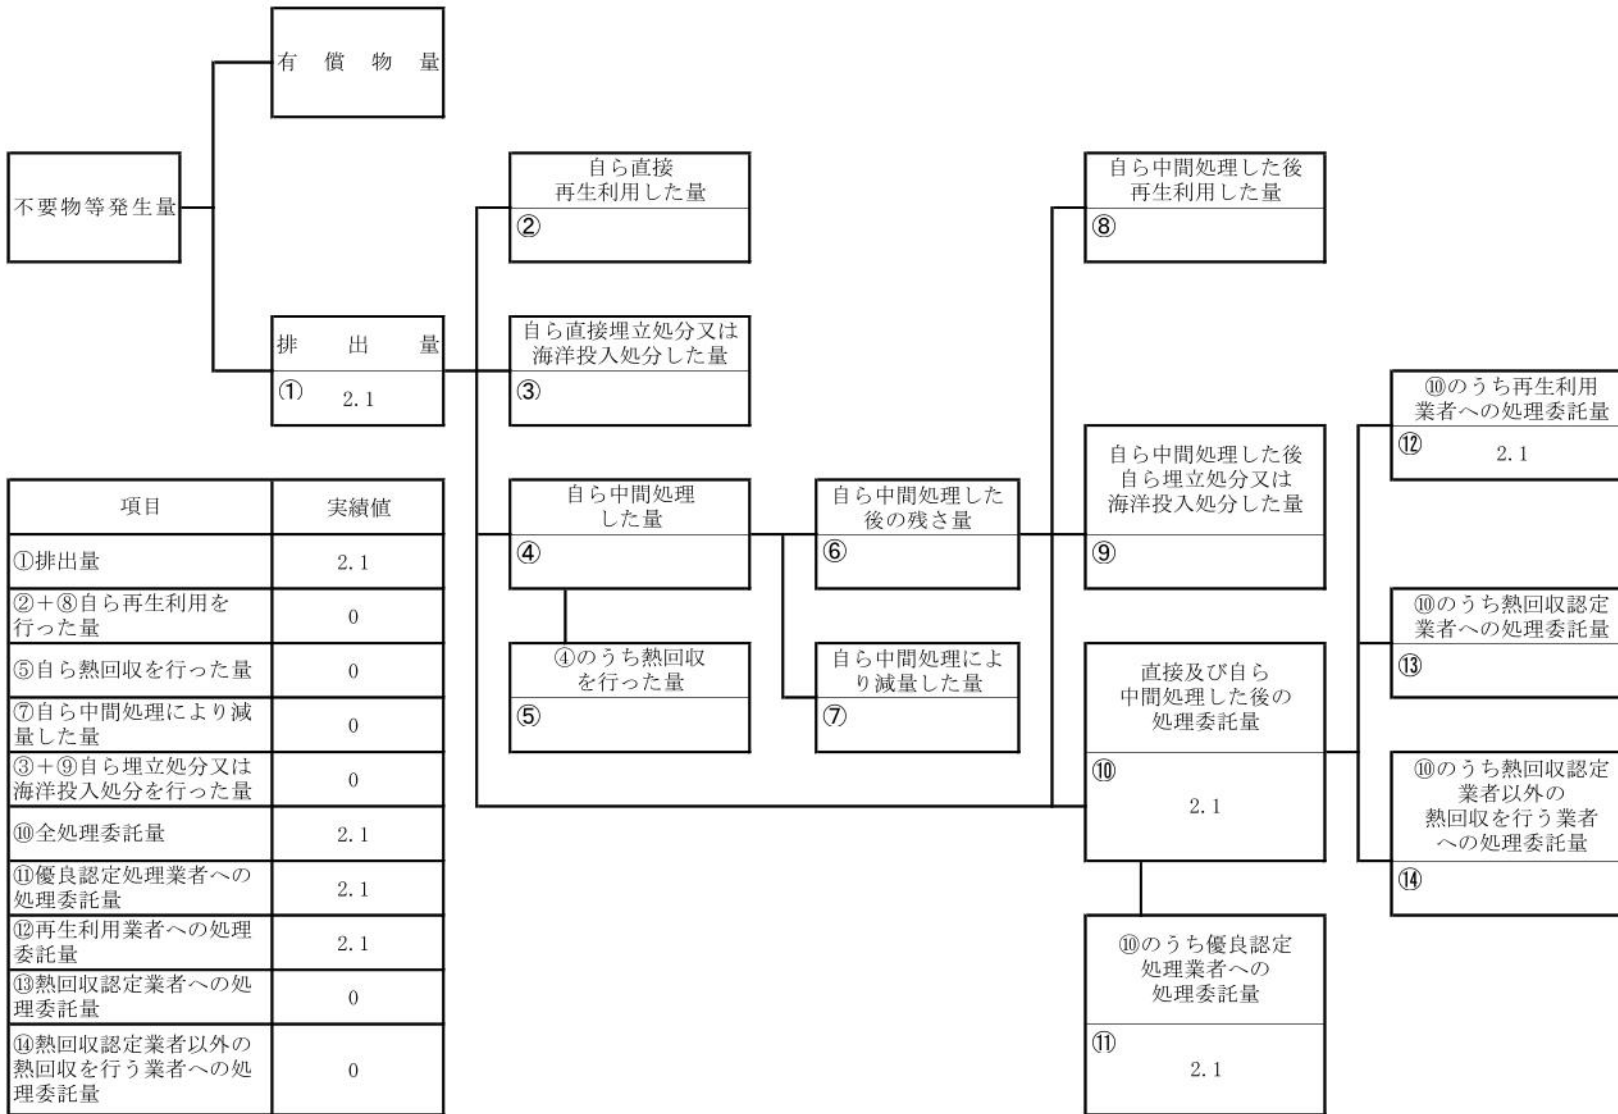 有償物量
不要物等発生量
排出量
① 2.1
自ら直接
再生利用した量
②
自ら直接埋立処分又は
海洋投入処分した量
③
自ら中間処理
した量
④
④のうち熱回収
を行った量
⑤
自ら中間処理した
後の残さ量
⑥
自ら中間処理によ
り減量した量
⑦
自ら中間処理した後
再生利用した量
⑧
自ら中間処理した後
自ら埋立処分又は
海洋投入処分した量
⑨
直接及び自ら
中間処理した後の
処理委託量
⑩
2.1
⑩のうち優良認定
処理業者への
処理委託量
⑪
2.1
⑩のうち再生利用
業者への処理委託量
⑫
2.1
⑩のうち熱回収認定
業者への処理委託量
⑬
⑩のうち熱回収認定
業者以外の
熱回収を行う業者
への処理委託量
⑭
項目 実績値
①排出量 2.1
②+⑧自ら再生利用を
行った量 0
⑤自ら熱回収を行った量 0
⑦自ら中間処理により減
量した量 0
③+⑨自ら埋立処分又は
海洋投入処分を行った量 0
⑩全処理委託量 2.1
⑪優良認定処理業者への
処理委託量 2.1
⑫再生利用業者への処理
委託量 2.1
⑬熱回収認定業者への処
理委託量 0
⑭熱回収認定業者以外の
熱回収を行う業者への処
理委託量 0